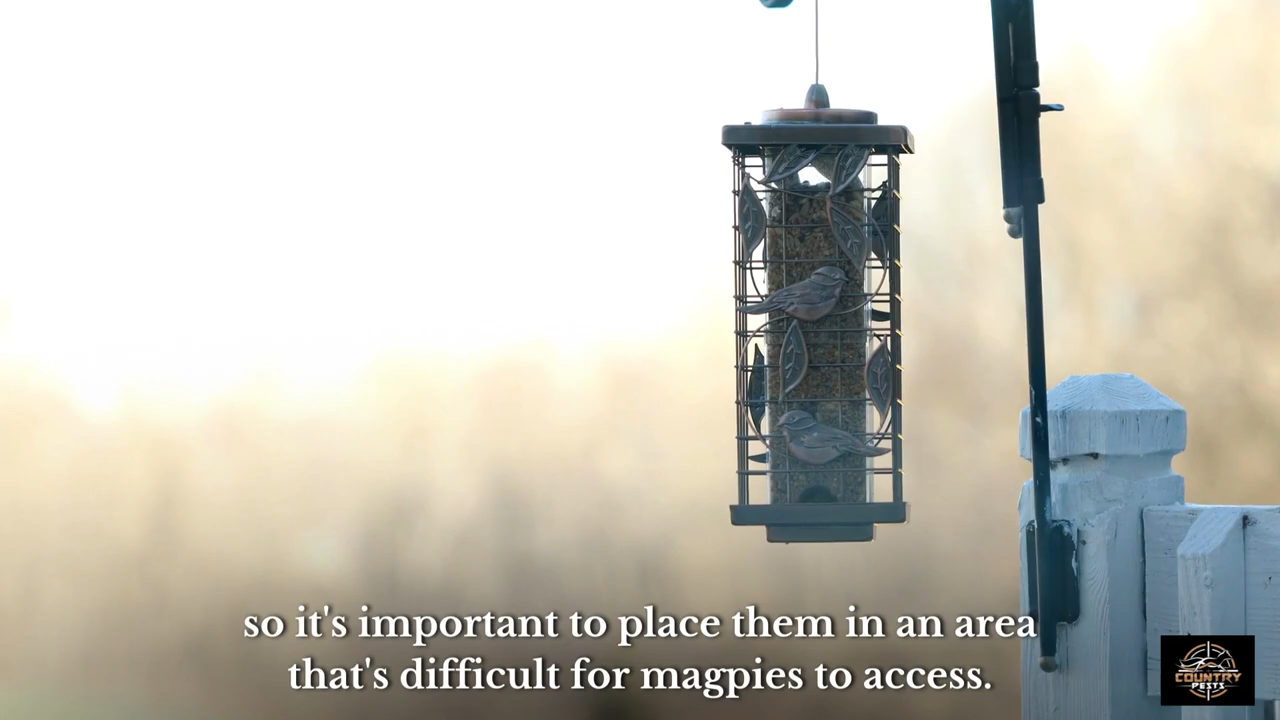 so it's important to place them in an area
that's difficult for magpies to access.
COUNTRY
PESTS